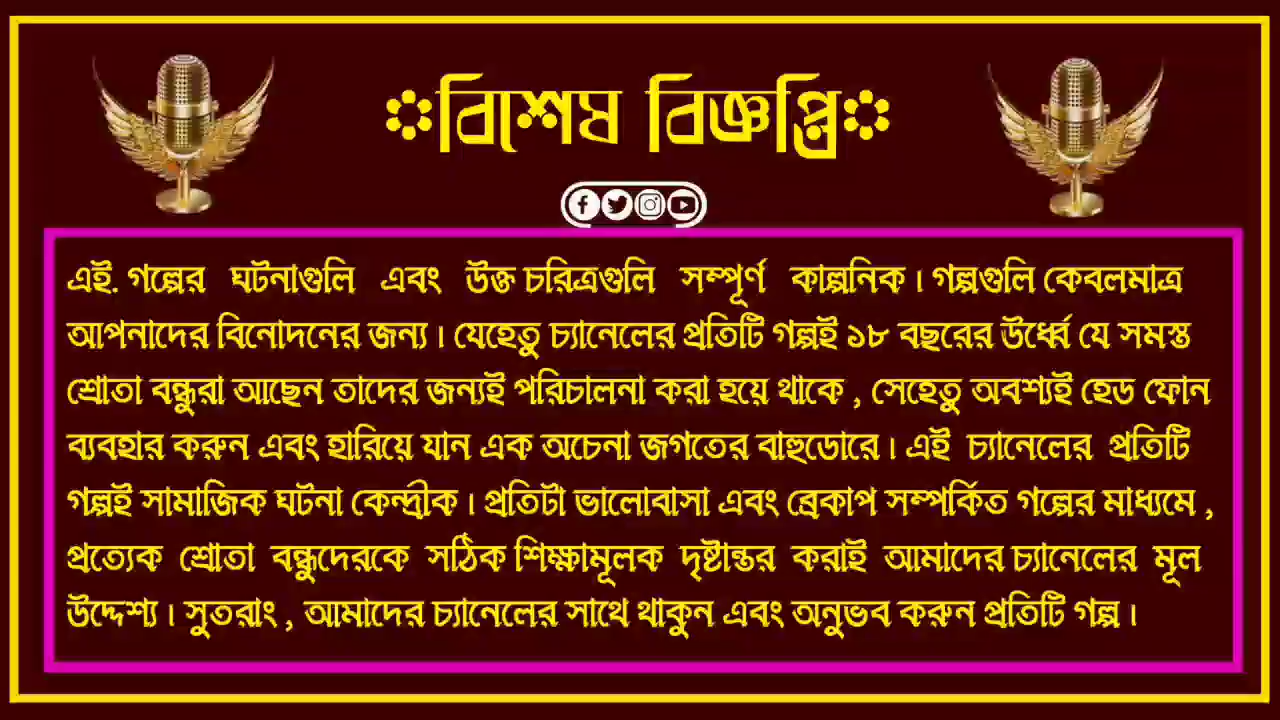 বিশেষ বিজ্ঞপ্তি
এই. গল্পের ঘটনাগুলি এবং উক্ত চরিত্রগুলি সম্পূর্ণ কাল্পনিক । গল্পগুলি কেবলমাত্র
আপনাদের বিনোদনের জন্য । যেহেতু চ্যানেলের প্রতিটি গল্পই ১৮ বছরের উর্ধ্বে যে সমস্ত
শ্রোতা বন্ধুরা আছেন তাদের জন্যই পরিচালনা করা হয়ে থাকে , সেহেতু অবশ্যই হেড ফোন
ব্যবহার করুন এবং হারিয়ে যান এক অচেনা জগতের বাহুডোরে । এই চ্যানেলের প্রতিটি
গল্পই সামাজিক ঘটনা কেন্দ্রীক । প্রতিটা ভালোবাসা এবং ব্রেকাপ সম্পর্কিত গল্পের মাধ্যমে ,
প্রত্যেক শ্রোতা বন্ধুদেরকে সঠিক শিক্ষামূলক দৃষ্টান্তর করাই আমাদের চ্যানেলের মূল
উদ্দেশ্য । সুতরাং , আমাদের চ্যানেলের সাথে থাকুন এবং অনুভব করুন প্রতিটি গল্প ।